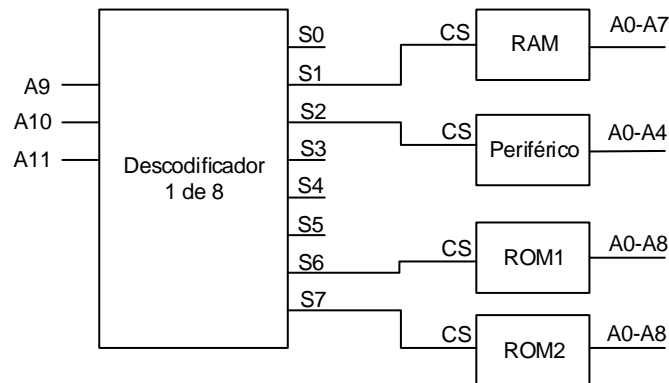 A9
A10
A11
Descodificador
1 de 8
S0
S1
S2
S3
S4
S5
S6
S7
CS
RAM
A0-A7
CS
Periférico
A0-A4
CS
ROM1
A0-A8
CS
ROM2
A0-A8